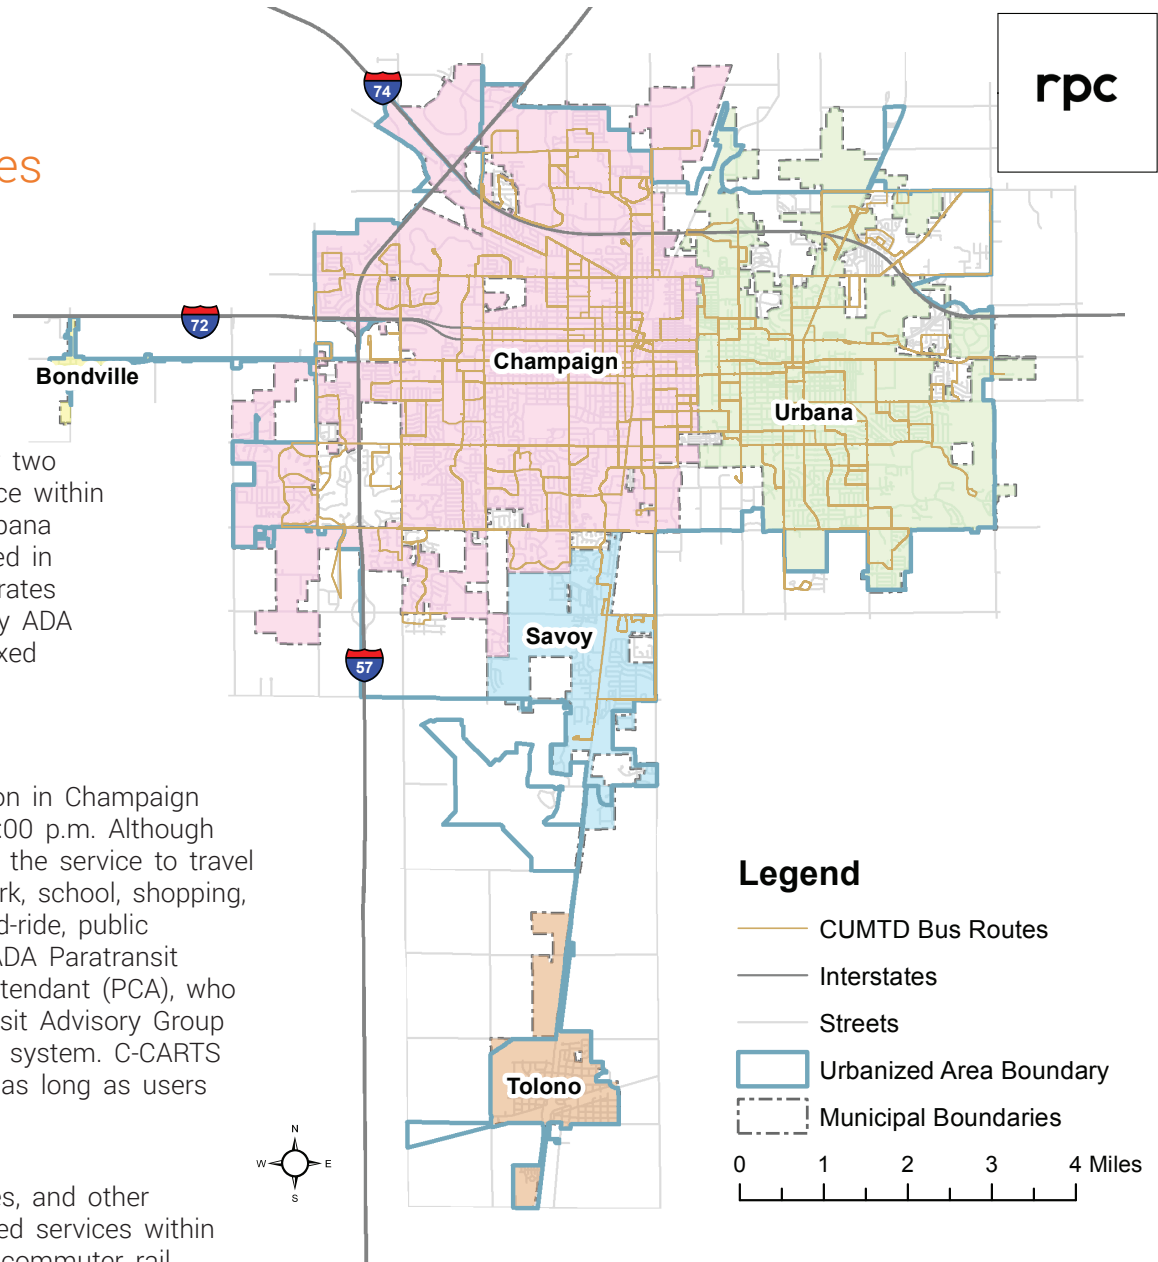 rpc
es
74
72
Bondville
Champaign
Urbana
two
ce within
bana
ed in
rates
y ADA
xed
Savoy
57
on in Champaign
:00 p.m. Although
the service to travel
rk, school, shopping,
d-ride, public
ADA Paratransit
tendant (PCA), who
sit Advisory Group
system. C-CARTS
as long as users
Tolono
Legend
CUMTD Bus Routes
Interstates
Streets
Urbanized Area Boundary
Municipal Boundaries
0 1 2 3 4 Miles
N
W E
S
es, and other
ed services within
commuter rail